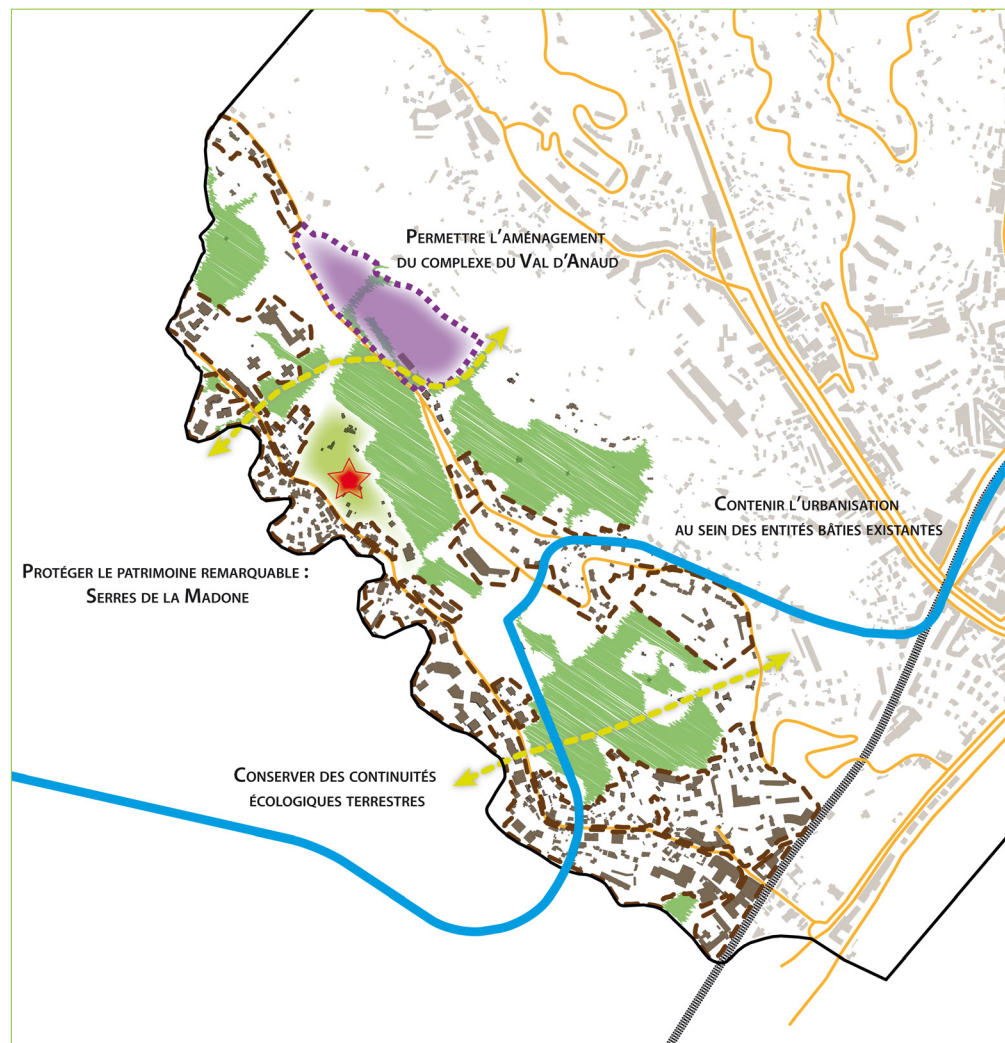 Permettre l'aménagement
du complexe du Val d'Anaud
Contenir l'urbanisation
au sein des entités bâties existantes
Protéger le patrimoine remarquable :
Serres de la Madone
Conserver des continuités
écologiques terrestres